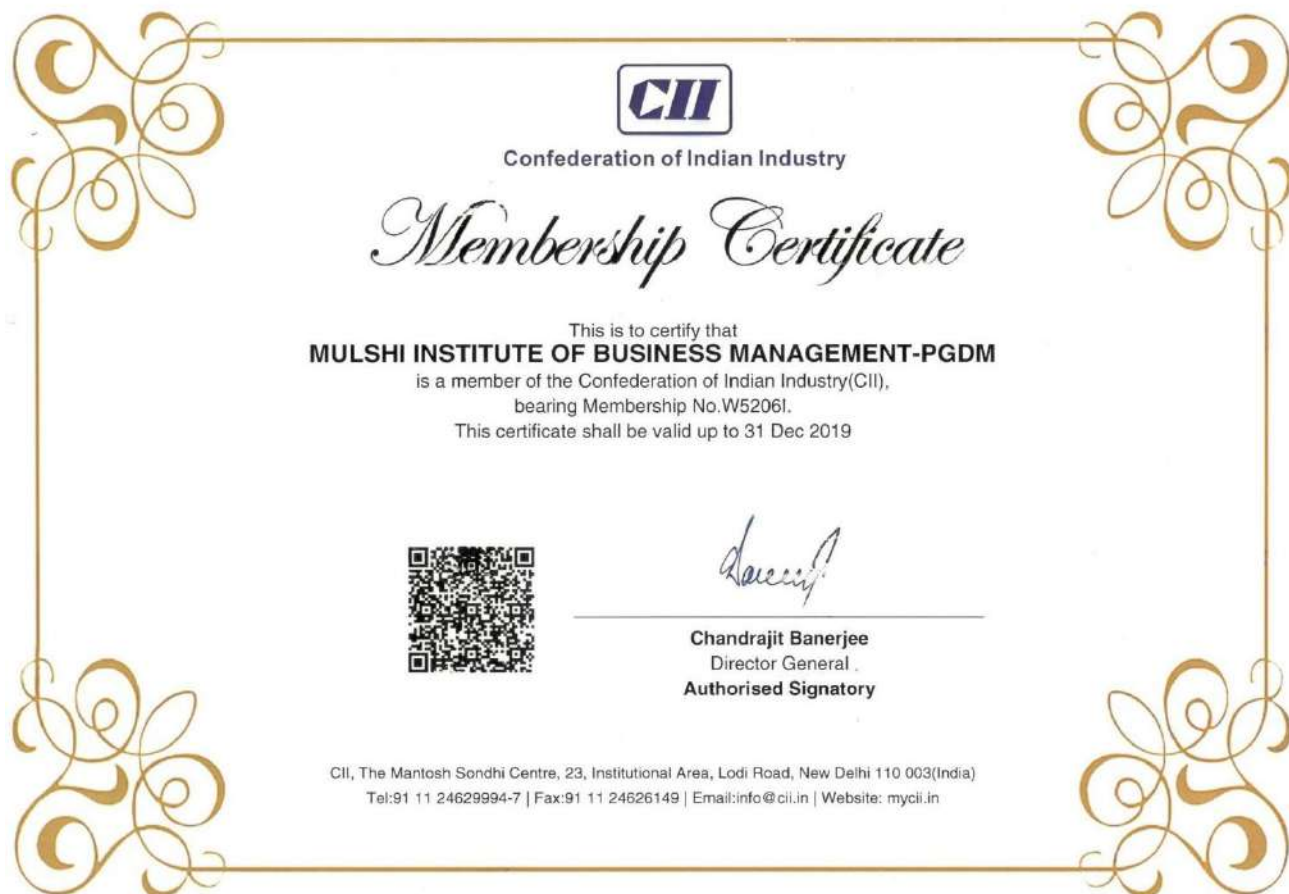 CII
Confederation of Indian Industry
Membership Certificate
This is to certify that
MULSHI INSTITUTE OF BUSINESS MANAGEMENT-PGDM
is a member of the Confederation of Indian Industry(CII),
bearing Membership No.W5206I.
This certificate shall be valid up to 31 Dec 2019
Chandrajit Banerjee
Director General
Authorised Signatory
CII, The Mantosh Sondhi Centre, 23, Institutional Area, Lodi Road, New Delhi 110 003(India)
Tel:91 11 24629994-7 | Fax:91 11 24626149 | Email:info@cii.in | Website: mycii.in